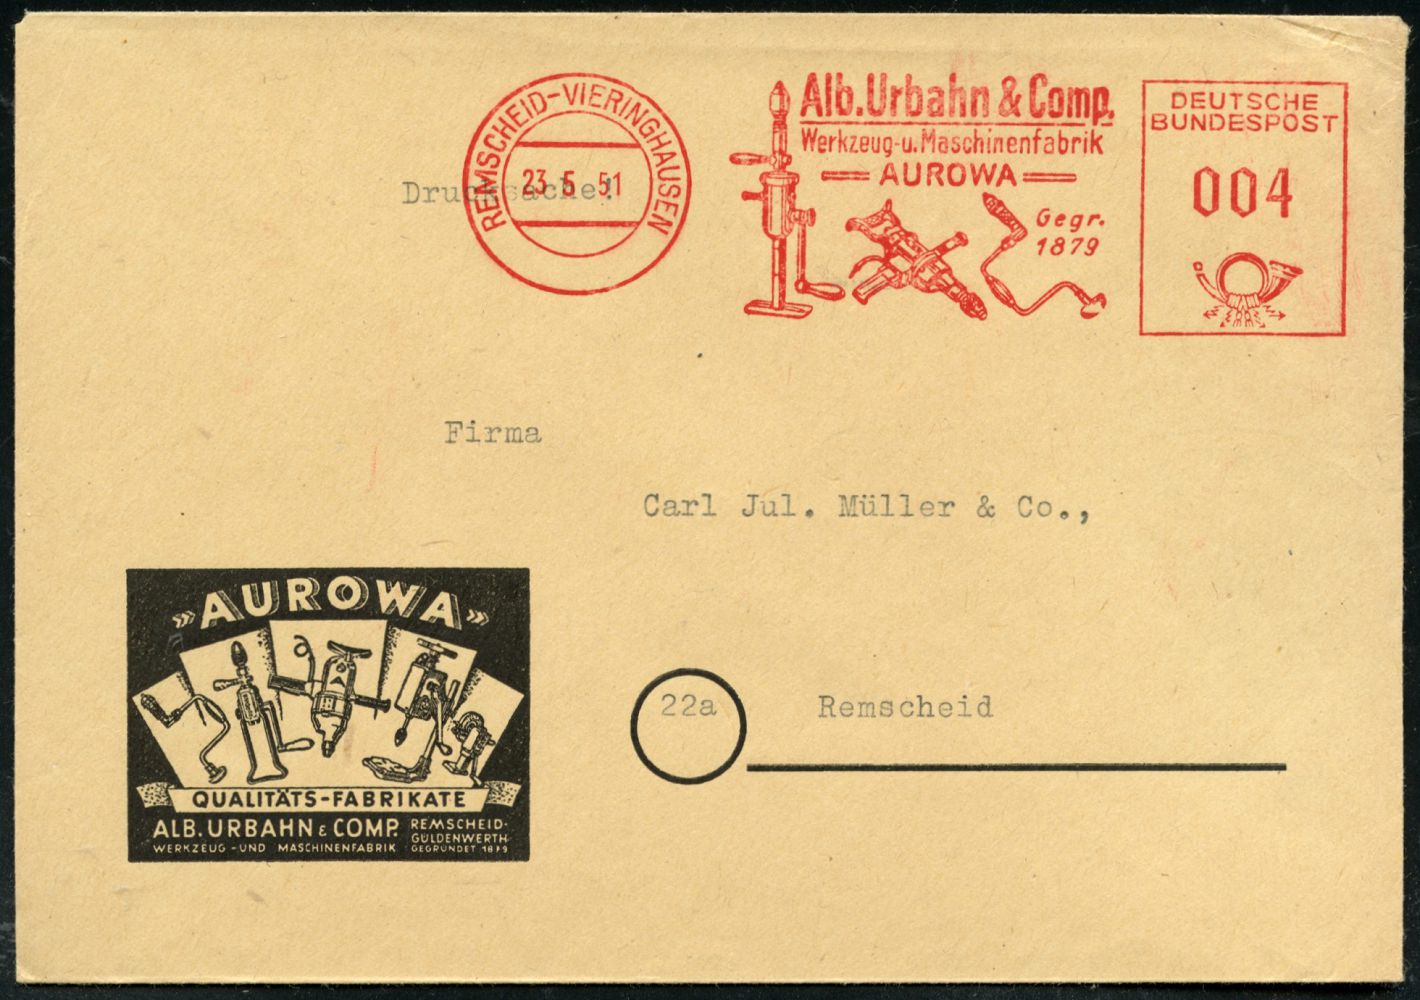 REMSCHEID-VIERINGHAUSEN
23 5 51
Drucksache!
Alb. Urbahn & Comp.
Werkzeug-u. Maschinenfabrik
AUROWA
Gegr.
1879
DEUTSCHE
BUNDESPOST
004
Firma
Carl Jul. Müller & Co.,
22a Remscheid
»AUROWA»
QUALITÄTS-FABRIKATE
ALB. URBAHN & COMP.
WERKZEUG-UND MASCHINENFABRIK
REMSCHEID-
GÜLDENWERTH
GEGRÜNDET 1879